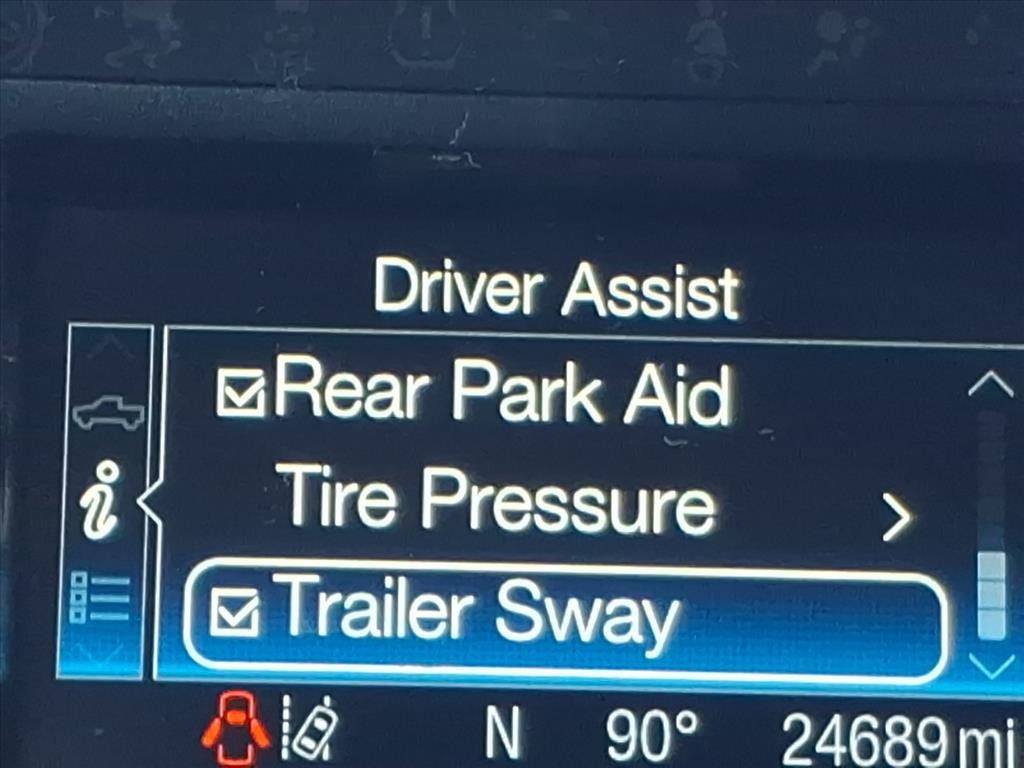 Driver Assist
Rear Park Aid
Tire Pressure
Trailer Sway
N 90° 24689 mi